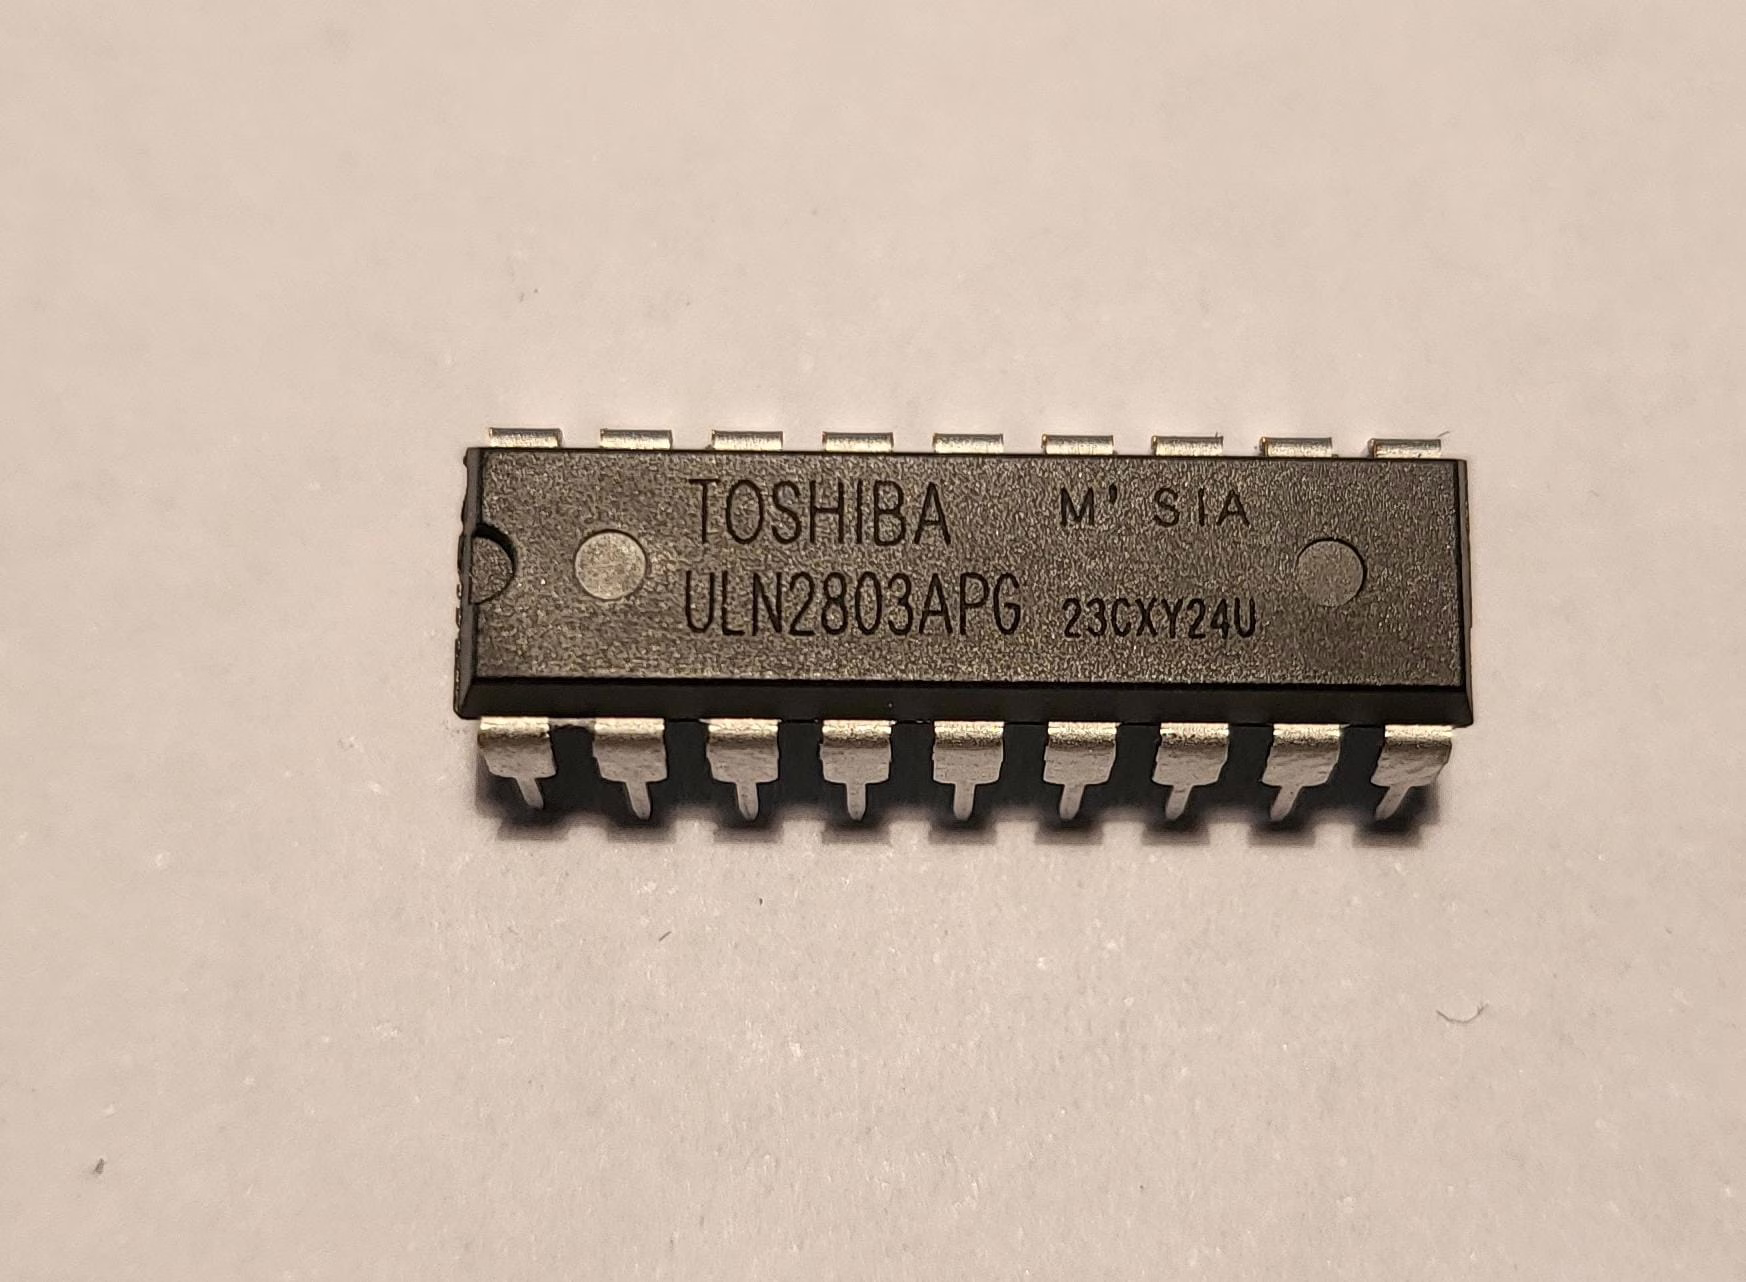 TOSHIBA M' SIA
ULN2803APG 23CXY24U